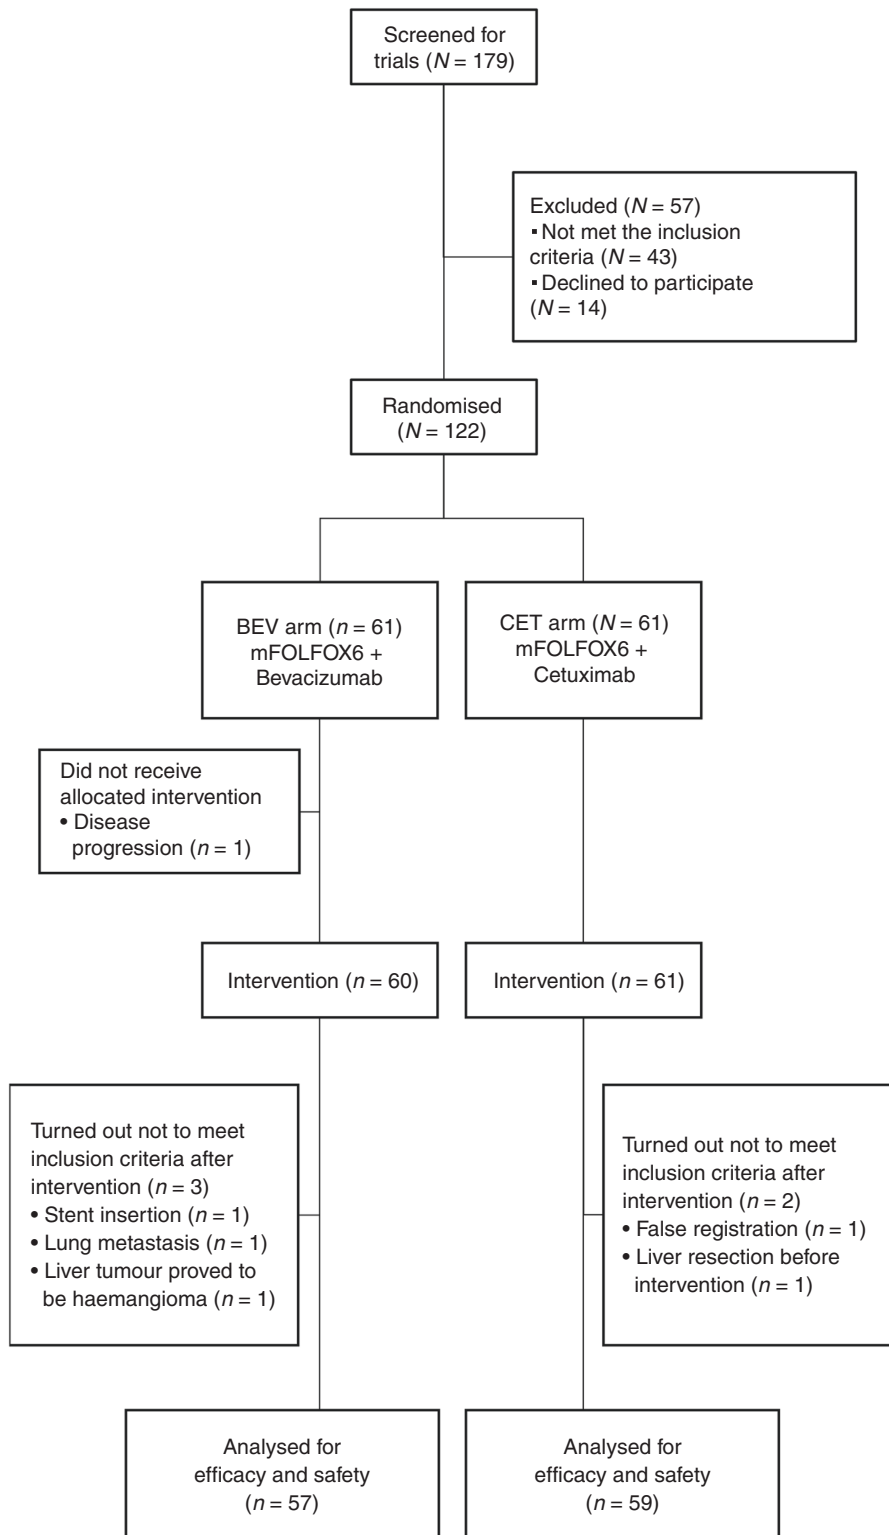 Screened for
trials (N = 179)
Excluded (N = 57)
▪ Not met the inclusion
criteria (N = 43)
▪ Declined to participate
(N = 14)
Randomised
(N = 122)
BEV arm (n = 61)
mFOLFOX6 +
Bevacizumab
CET arm (N = 61)
mFOLFOX6 +
Cetuximab
Did not receive
allocated intervention
• Disease
progression (n = 1)
Intervention (n = 60)
Intervention (n = 61)
Turned out not to meet
inclusion criteria after
intervention (n = 3)
• Stent insertion (n = 1)
• Lung metastasis (n = 1)
• Liver tumour proved to
be haemangioma (n = 1)
Turned out not to meet
inclusion criteria after
intervention (n = 2)
• False registration (n = 1)
• Liver resection before
intervention (n = 1)
Analysed for
efficacy and safety
(n = 57)
Analysed for
efficacy and safety
(n = 59)